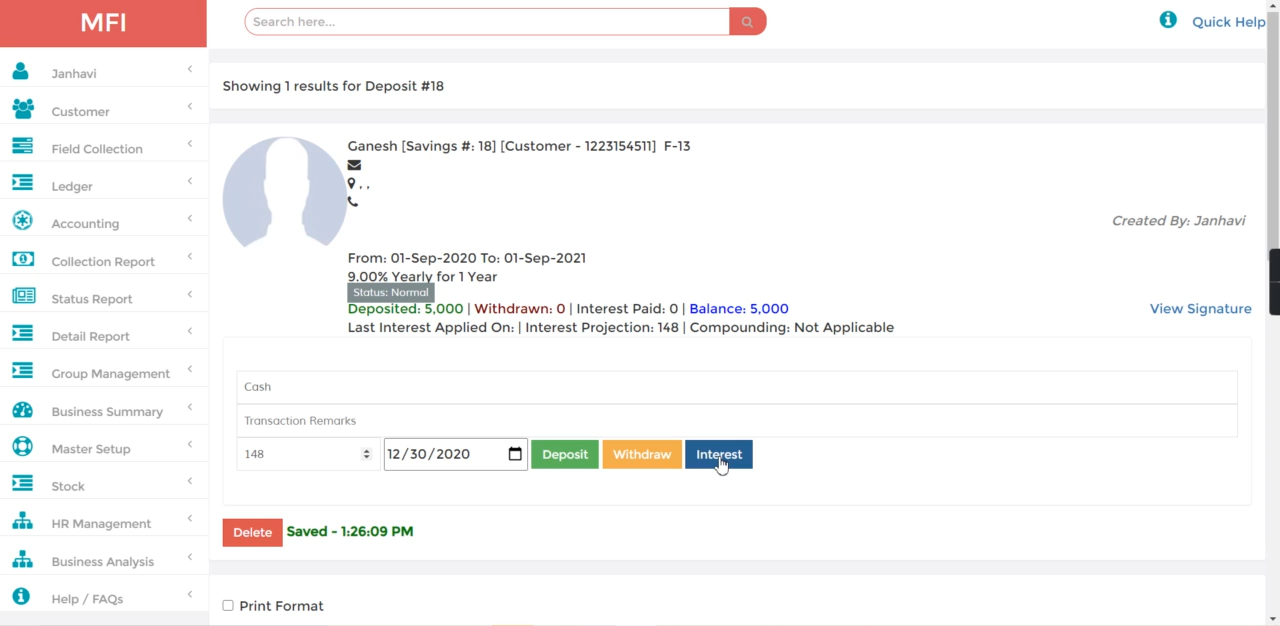 MFI
Search here...
Quick Help
Janhavi
Customer
Field Collection
Ledger
Accounting
Collection Report
Status Report
Detail Report
Group Management
Business Summary
Master Setup
Stock
HR Management
Business Analysis
Help / FAQs
Showing 1 results for Deposit #18
Ganesh [Savings #: 18] [Customer - 1223154511] F-13
, ,
Created By: Janhavi
From: 01-Sep-2020 To: 01-Sep-2021
9.00% Yearly for 1 Year
Status: Normal
Deposited: 5,000 | Withdrawn: 0 | Interest Paid: 0 | Balance: 5,000
View Signature
Last Interest Applied On: | Interest Projection: 148 | Compounding: Not Applicable
Cash
Transaction Remarks
148 12/30/2020 Deposit Withdraw Interest
Delete Saved - 1:26:09 PM
Print Format